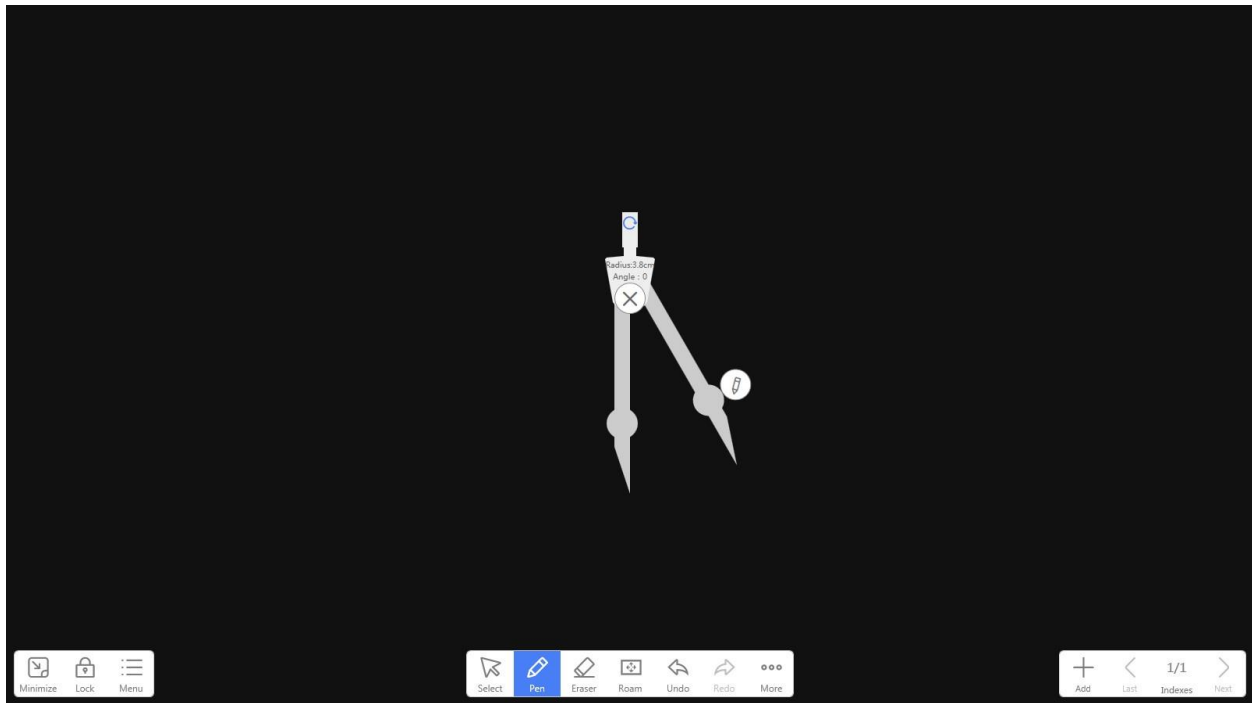 Radius:3.8cm
Angle : 0
Minimize Lock Menu
Select Pen Eraser Roam Undo Redo More
1/1
Add Last Indexes Next